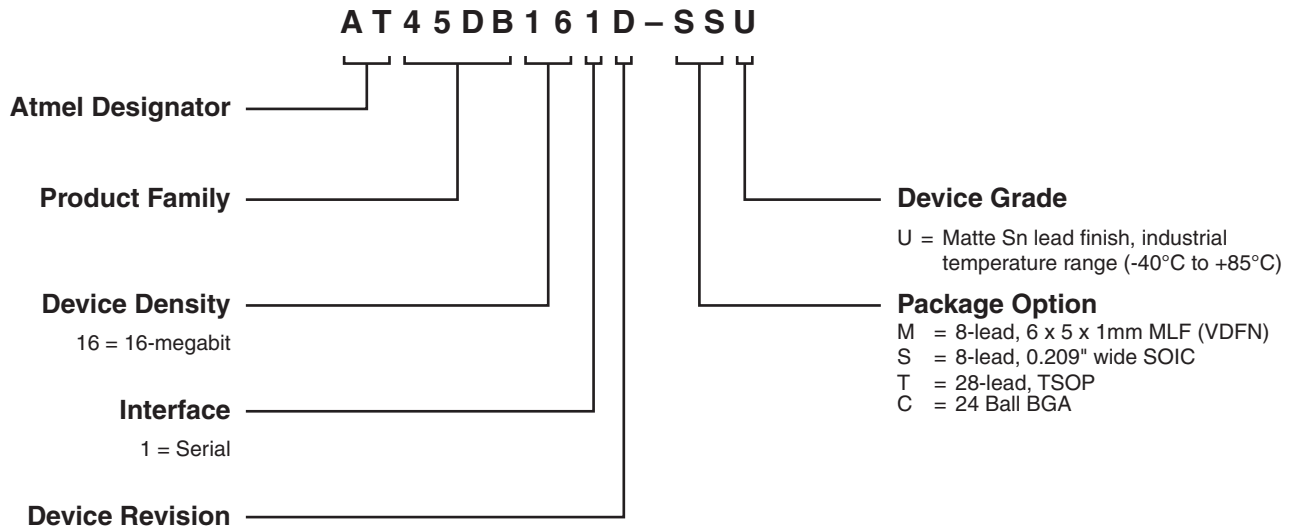 AT45DB161D–SSU
Atmel Designator
Product Family
Device Density
16 = 16-megabit
Interface
1 = Serial
Device Revision
Device Grade
U = Matte Sn lead finish, industrial
temperature range (-40°C to +85°C)
Package Option
M = 8-lead, 6 x 5 x 1mm MLF (VDFN)
S = 8-lead, 0.209" wide SOIC
T = 28-lead, TSOP
C = 24 Ball BGA